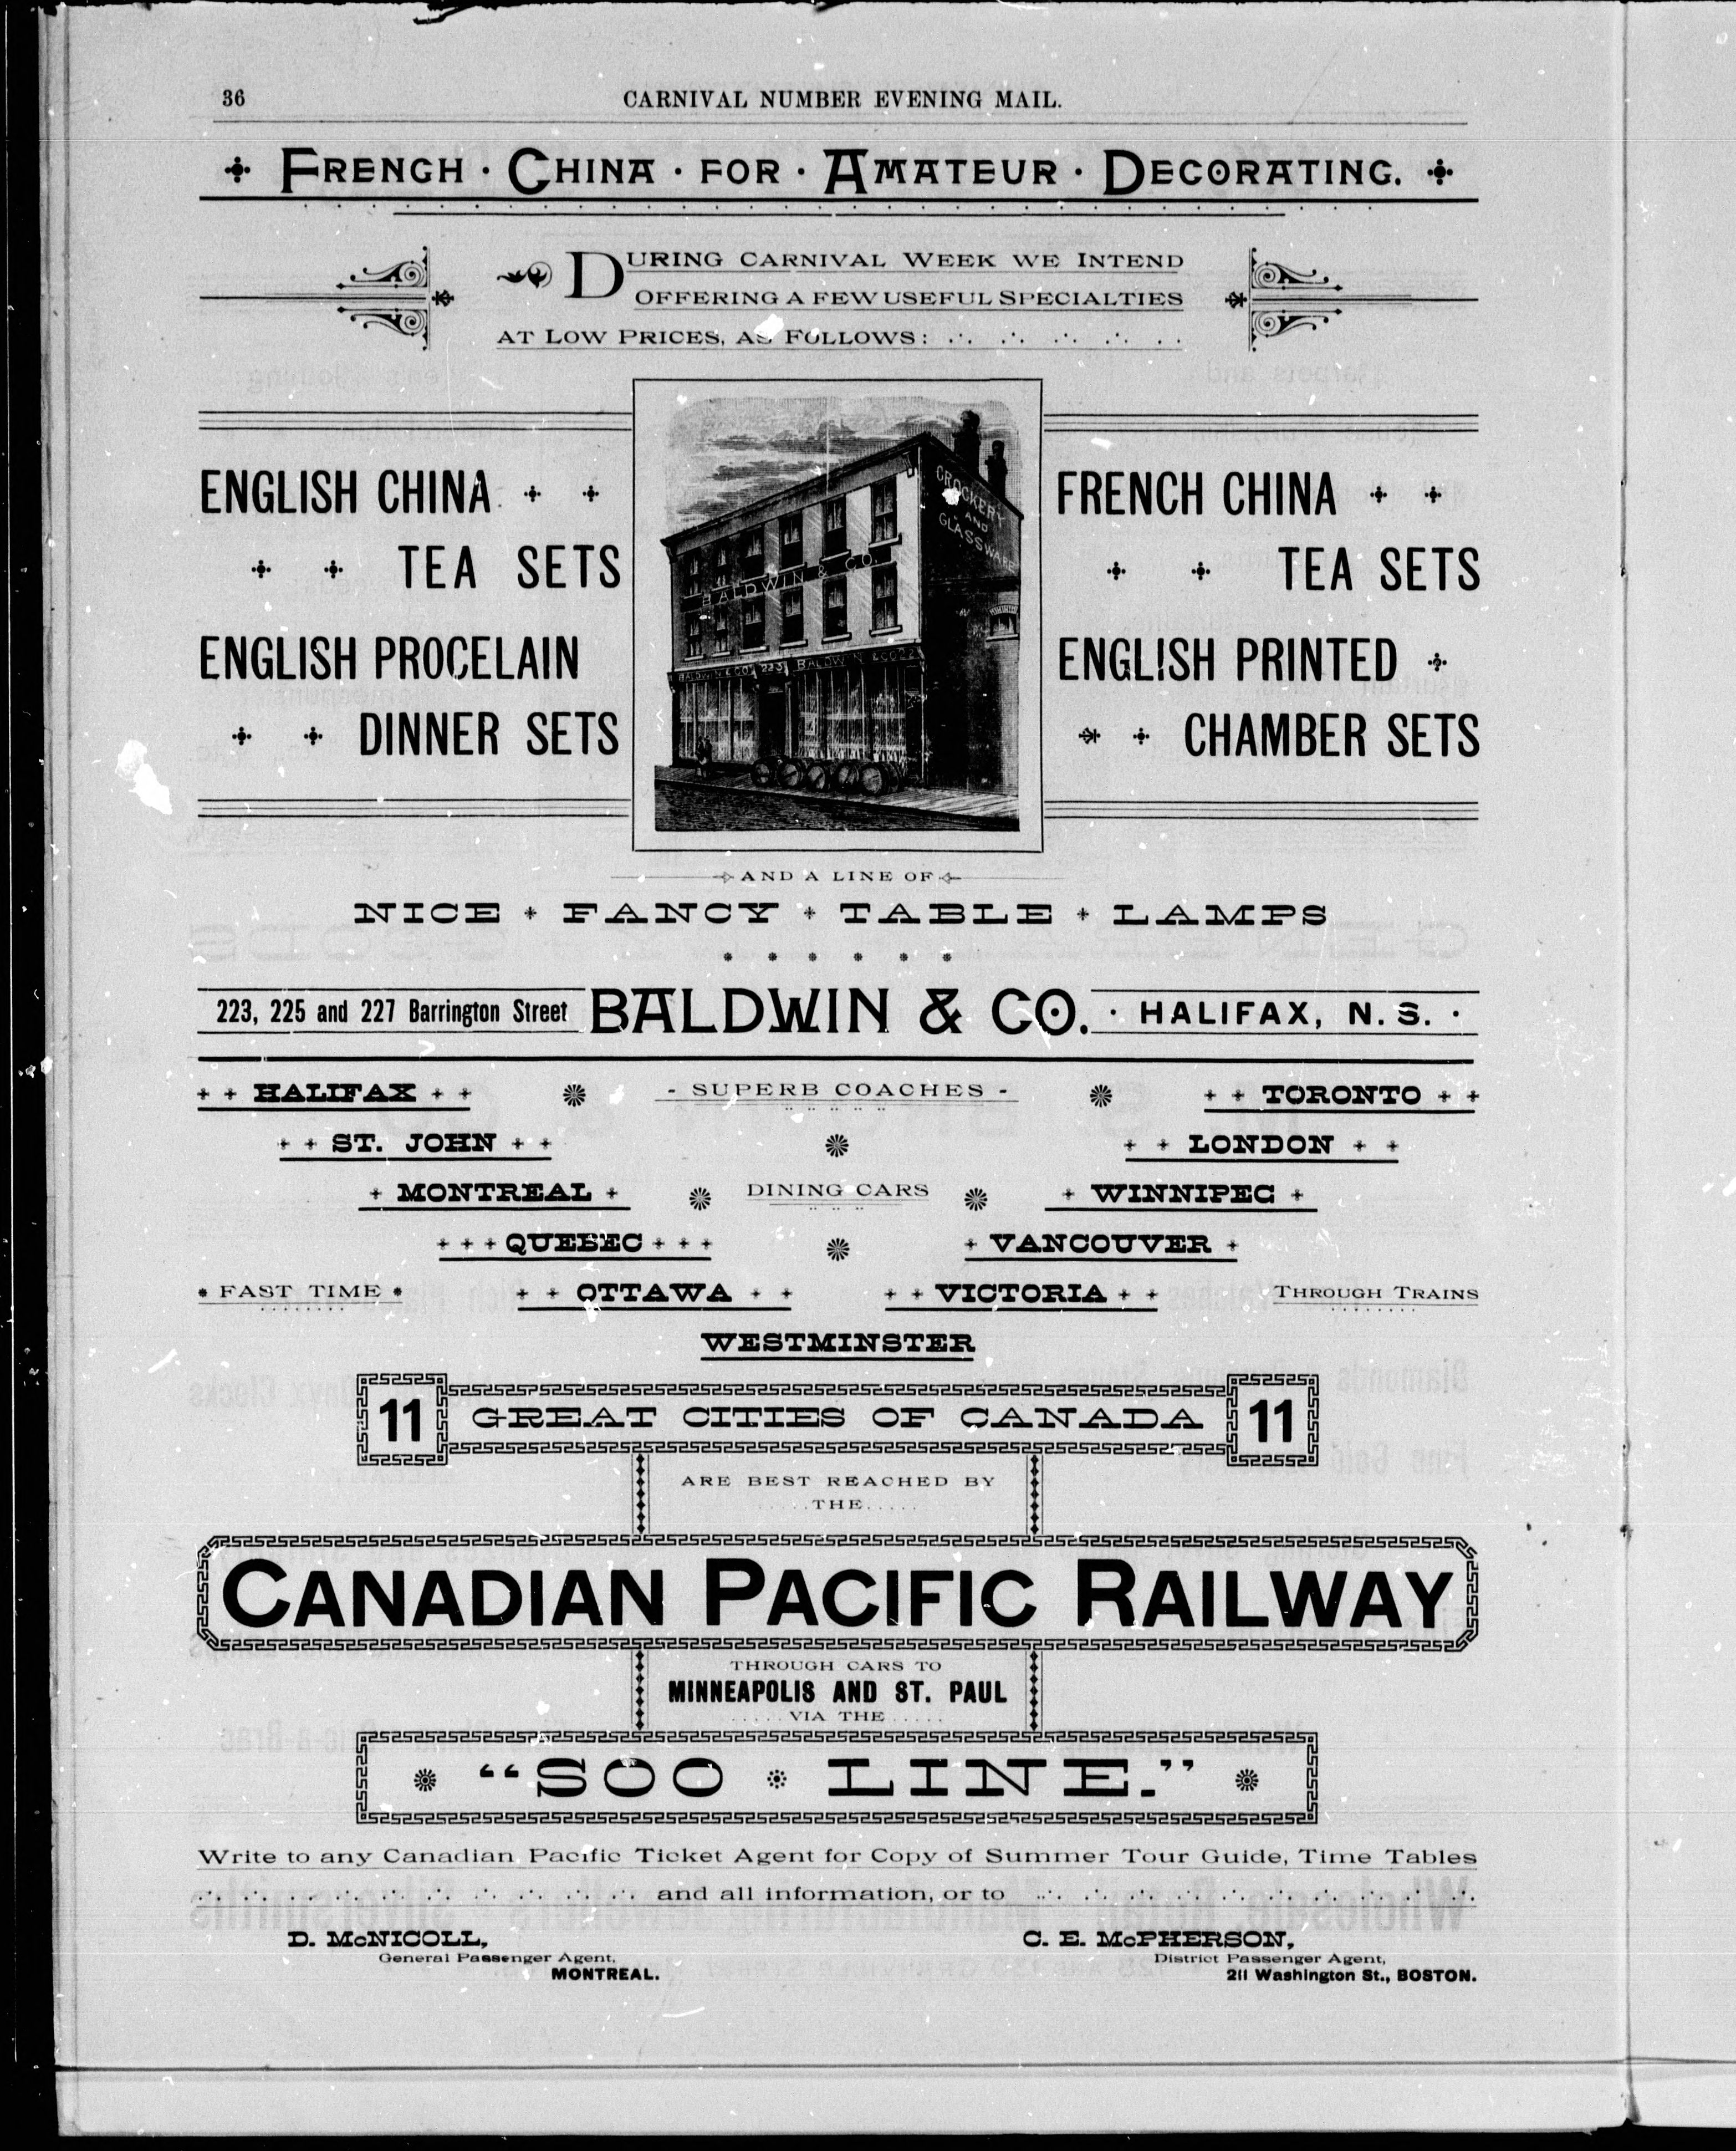 36
CARNIVAL NUMBER EVENING MAIL.
FRENCH · CHINA · FOR · AMATEUR · DECORATING.
DURING CARNIVAL WEEK WE INTEND
OFFERING A FEW USEFUL SPECIALTIES
AT LOW PRICES, AS FOLLOWS:
ENGLISH CHINA
TEA SETS
ENGLISH PROCELAIN
DINNER SETS
CROCKERY
AND
GLASSWARE
BALDWIN & CO.
BALDWIN & CO. 223 BALDWIN & CO
FRENCH CHINA
TEA SETS
ENGLISH PRINTED
CHAMBER SETS
AND A LINE OF
NICE + FANCY + TABLE + LAMPS
223, 225 and 227 Barrington Street BALDWIN & CO. · HALIFAX, N. S. ·
+ + HALIFAX + + - SUPERB COACHES - + + TORONTO + +
+ + ST. JOHN + + + + LONDON + +
+ MONTREAL + DINING CARS + WINNIPEG +
+ + + QUEBEC + + + + VANCOUVER +
* FAST TIME * + + OTTAWA + + + + VICTORIA + + THROUGH TRAINS
WESTMINSTER
11 GREAT CITIES OF CANADA 11
ARE BEST REACHED BY
.....THE.....
CANADIAN PACIFIC RAILWAY
THROUGH CARS TO
MINNEAPOLIS AND ST. PAUL
.....VIA THE.....
"SOO LINE."
Write to any Canadian Pacific Ticket Agent for Copy of Summer Tour Guide, Time Tables
and all information, or to
D. McNICOLL,
General Passenger Agent,
MONTREAL.
C. E. McPHERSON,
District Passenger Agent,
211 Washington St., BOSTON.